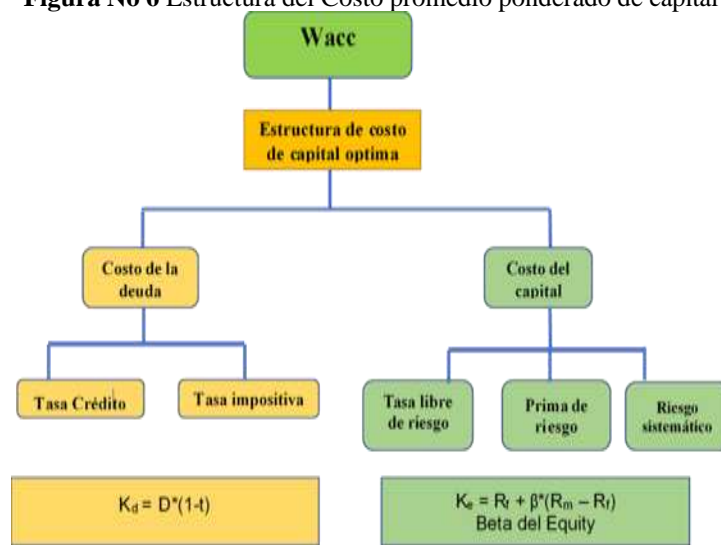 Figura No 6 Estructura del Costo promedio ponderado de capital
Wacc
Estructura de costo
de capital optima
Costo de la
deuda
Costo del
capital
Tasa Crédito
Tasa impositiva
Tasa libre
de riesgo
Prima de
riesgo
Riesgo
sistemático
Kd = D*(1-t)
Ke = Rf + β*(Rm – Rf)
Beta del Equity